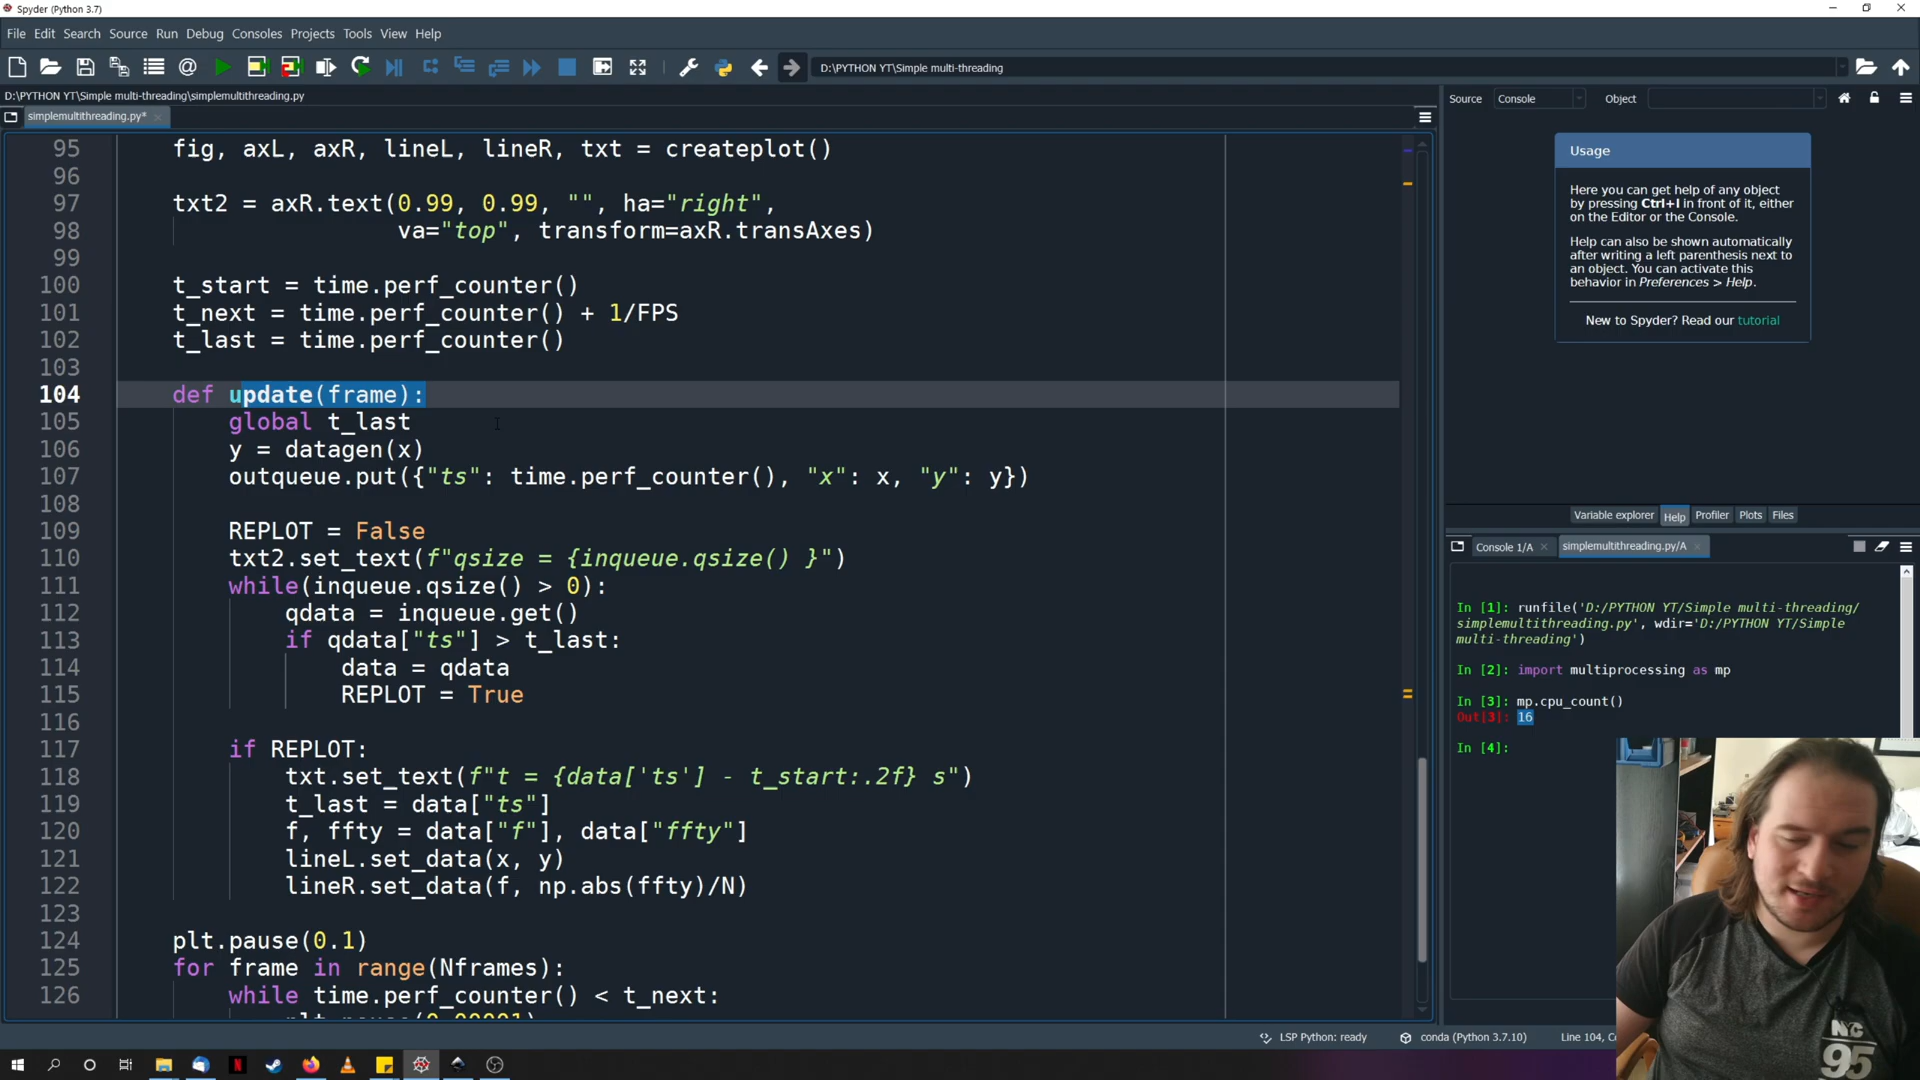 Spyder (Python 3.7)
File Edit Search Source Run Debug Consoles Projects Tools View Help
D:\PYTHON YT\Simple multi-threading
D:\PYTHON YT\Simple multi-threading\simplemultithreading.py
simplemultithreading.py*
95 fig, axL, axR, lineL, lineR, txt = createplot()
96
97 txt2 = axR.text(0.99, 0.99, "", ha="right",
98 va="top", transform=axR.transAxes)
99
100 t_start = time.perf_counter()
101 t_next = time.perf_counter() + 1/FPS
102 t_last = time.perf_counter()
103
104 def update(frame):
105 global t_last
106 y = datagen(x)
107 outqueue.put({"ts": time.perf_counter(), "x": x, "y": y})
108
109 REPLOT = False
110 txt2.set_text(f"qsize = {inqueue.qsize() }")
111 while(inqueue.qsize() > 0):
112 qdata = inqueue.get()
113 if qdata["ts"] > t_last:
114 data = qdata
115 REPLOT = True
116
117 if REPLOT:
118 txt.set_text(f"t = {data['ts'] - t_start:.2f} s")
119 t_last = data["ts"]
120 f, ffty = data["f"], data["ffty"]
121 lineL.set_data(x, y)
122 lineR.set_data(f, np.abs(ffty)/N)
123
124 plt.pause(0.1)
125 for frame in range(Nframes):
126 while time.perf_counter() < t_next:
Source Console Object
Usage
Here you can get help of any object
by pressing Ctrl+I in front of it, either
on the Editor or the Console.
Help can also be shown automatically
after writing a left parenthesis next to
an object. You can activate this
behavior in Preferences > Help.
New to Spyder? Read our tutorial
Variable explorer Help Profiler Plots Files
Console 1/A simplemultithreading.py/A
In [1]: runfile('D:/PYTHON YT/Simple multi-threading/
simplemultithreading.py', wdir='D:/PYTHON YT/Simple
multi-threading')
In [2]: import multiprocessing as mp
In [3]: mp.cpu_count()
Out[3]: 16
In [4]:
NC
95
LSP Python: ready conda (Python 3.7.10) Line 104,